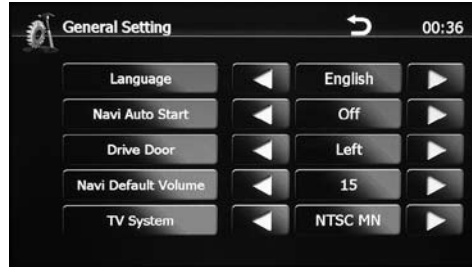 General Setting 00:36
Language English
Navi Auto Start Off
Drive Door Left
Navi Default Volume 15
TV System NTSC MN